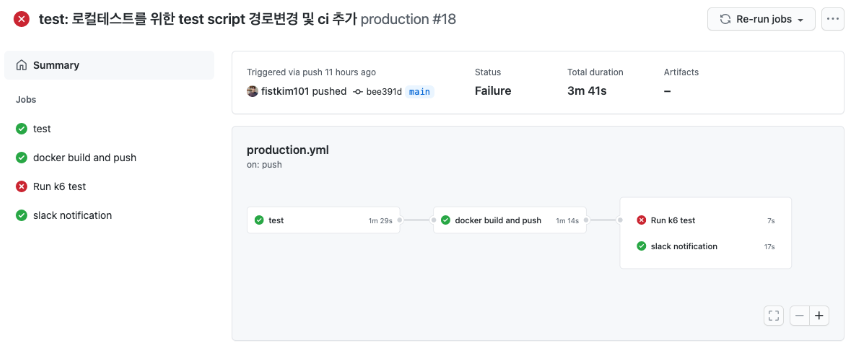 test: 로컬테스트를 위한 test script 경로변경 및 ci 추가 production #18
Re-run jobs
Summary
Jobs
test
docker build and push
Run k6 test
slack notification
Triggered via push 11 hours ago
fistkim101 pushed bee391d main
Status
Failure
Total duration
3m 41s
Artifacts
–
production.yml
on: push
test 1m 29s
docker build and push 1m 14s
Run k6 test 7s
slack notification 17s